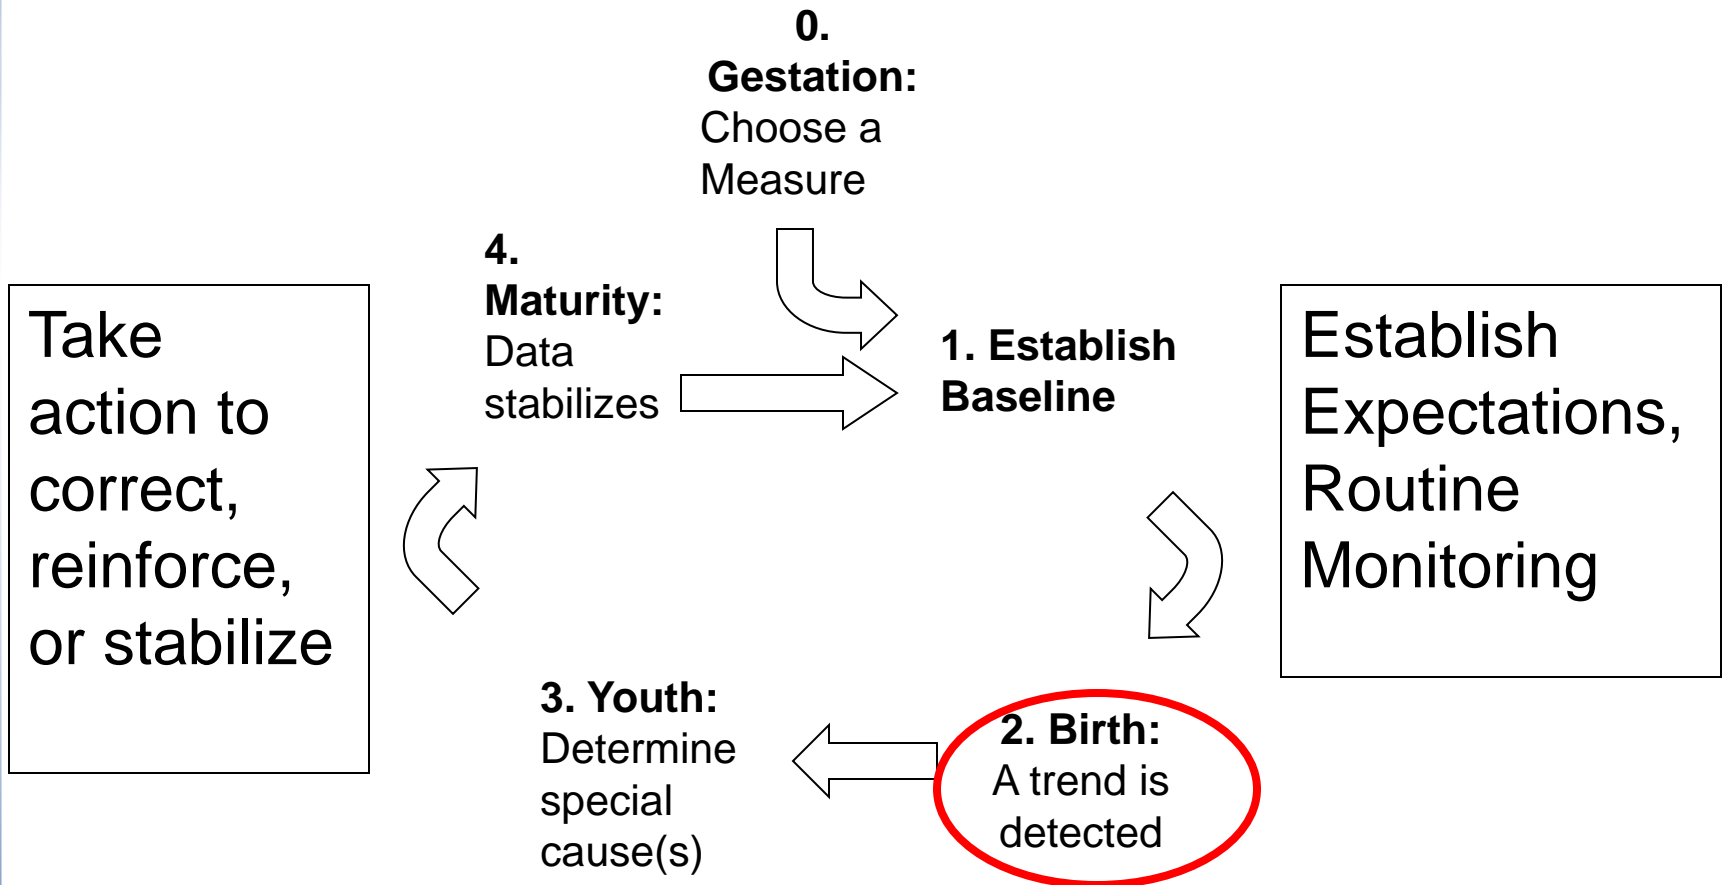 0.
Gestation:
Choose a
Measure
4.
Maturity:
Data
stabilizes
1. Establish
Baseline
Take
action to
correct,
reinforce,
or stabilize
Establish
Expectations,
Routine
Monitoring
3. Youth:
Determine
special
cause(s)
2. Birth:
A trend is
detected